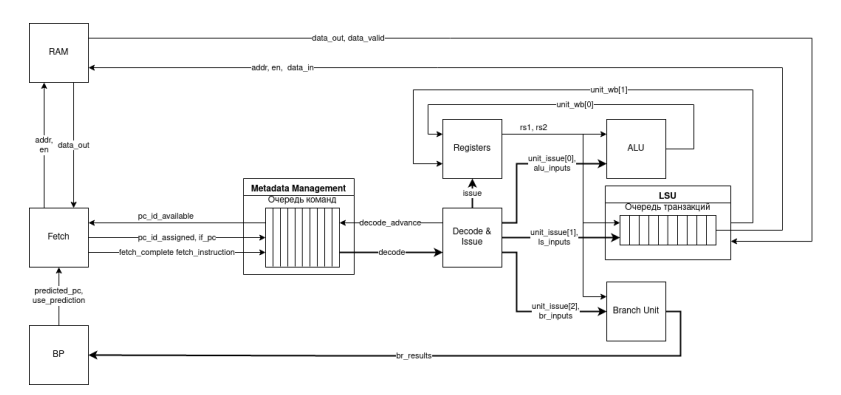 RAM
data_out, data_valid
addr, en, data_in
unit_wb[1]
unit_wb[0]
addr,
en
data_out
Registers
rs1, rs2
ALU
unit_issue[0],
alu_inputs
issue
Metadata Management
Очередь команд
LSU
Очередь транзакций
pc_id_available
decode_advance
Fetch
pc_id_assigned, if_pc
Decode &
Issue
unit_issue[1],
ls_inputs
fetch_complete fetch_instruction
decode
predicted_pc,
use_prediction
unit_issue[2],
br_inputs
Branch Unit
BP
br_results